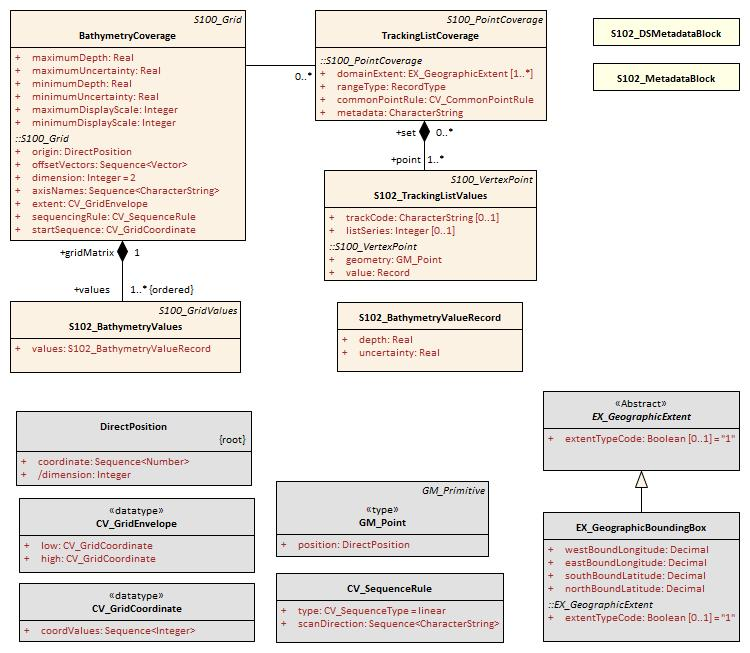 S100_Grid
BathymetryCoverage
+ maximumDepth: Real
+ maximumUncertainty: Real
+ minimumDepth: Real
+ minimumUncertainty: Real
+ maximumDisplayScale: Integer
+ minimumDisplayScale: Integer
::S100_Grid
+ origin: DirectPosition
+ offsetVectors: Sequence<Vector>
+ dimension: Integer = 2
+ axisNames: Sequence<CharacterString>
+ extent: CV_GridEnvelope
+ sequencingRule: CV_SequenceRule
+ startSequence: CV_GridCoordinate
0..*
S100_PointCoverage
TrackingListCoverage
::S100_PointCoverage
+ domainExtent: EX_GeographicExtent [1..*]
+ rangeType: RecordType
+ commonPointRule: CV_CommonPointRule
+ metadata: CharacterString
S102_DSMetadataBlock
S102_MetadataBlock
+set 0..*
+point 1..*
S100_VertexPoint
S102_TrackingListValues
+ trackCode: CharacterString [0..1]
+ listSeries: Integer [0..1]
::S100_VertexPoint
+ geometry: GM_Point
+ value: Record
+gridMatrix 1
+values 1..* {ordered}
S100_GridValues
S102_BathymetryValues
+ values: S102_BathymetryValueRecord
S102_BathymetryValueRecord
+ depth: Real
+ uncertainty: Real
DirectPosition
{root}
+ coordinate: Sequence<Number>
+ /dimension: Integer
«datatype»
CV_GridEnvelope
+ low: CV_GridCoordinate
+ high: CV_GridCoordinate
«datatype»
CV_GridCoordinate
+ coordValues: Sequence<Integer>
GM_Primitive
«type»
GM_Point
+ position: DirectPosition
CV_SequenceRule
+ type: CV_SequenceType = linear
+ scanDirection: Sequence<CharacterString>
«Abstract»
EX_GeographicExtent
+ extentTypeCode: Boolean [0..1] = "1"
EX_GeographicBoundingBox
+ westBoundLongitude: Decimal
+ eastBoundLongitude: Decimal
+ southBoundLatitude: Decimal
+ northBoundLatitude: Decimal
::EX_GeographicExtent
+ extentTypeCode: Boolean [0..1] = "1"